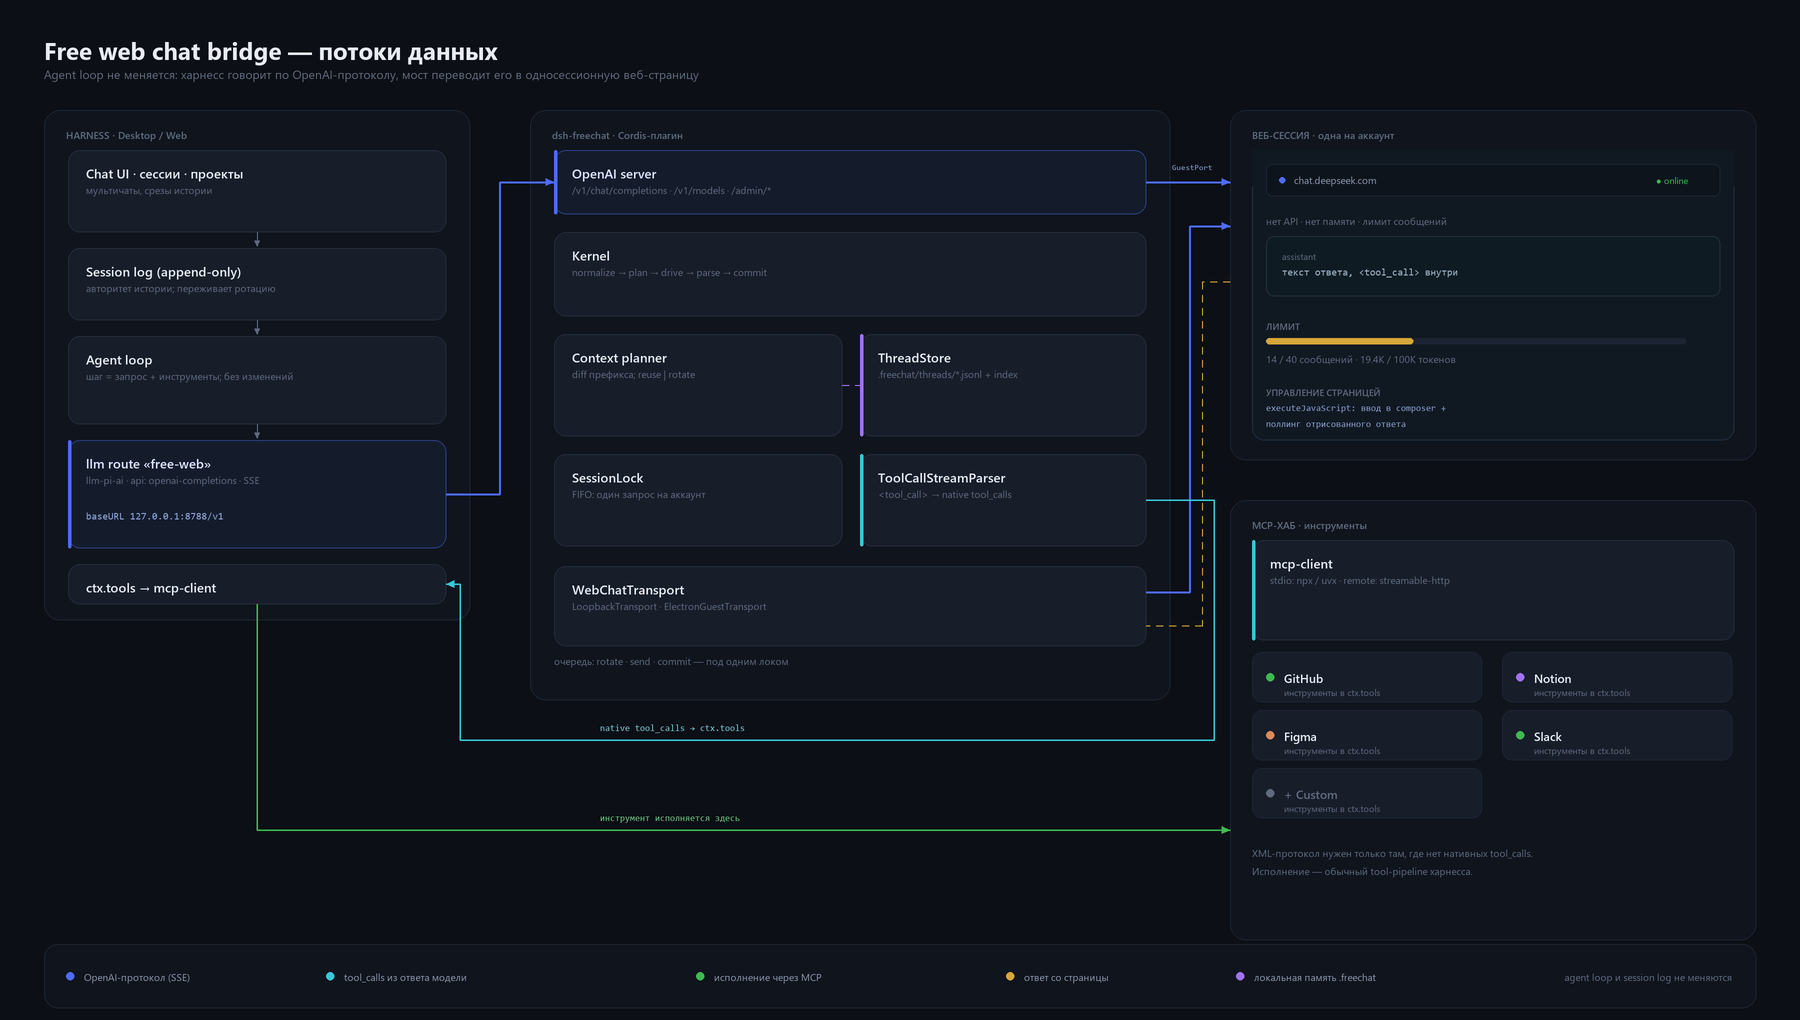 Free web chat bridge — потоки данных
Agent loop не меняется: харнесс говорит по OpenAI-протоколу, мост переводит его в односессионную веб-страницу
HARNESS · Desktop / Web
Chat UI · сессии · проекты
мультичаты, срезы истории
Session log (append-only)
авторитет истории; переживает ротацию
Agent loop
шаг = запрос + инструменты; без изменений
llm route «free-web»
llm-pi-ai · api: openai-completions · SSE
baseURL 127.0.0.1:8788/v1
ctx.tools → mcp-client
dsh-freechat · Cordis-плагин
OpenAI server
/v1/chat/completions · /v1/models · /admin/*
Kernel
normalize → plan → drive → parse → commit
Context planner
diff префикса; reuse | rotate
ThreadStore
.freechat/threads/*.jsonl + index
SessionLock
FIFO: один запрос на аккаунт
ToolCallStreamParser
<tool_call> → native tool_calls
WebChatTransport
LoopbackTransport · ElectronGuestTransport
очередь: rotate · send · commit — под одним локом
GuestPort
native tool_calls → ctx.tools
инструмент исполняется здесь
ВЕБ-СЕССИЯ · одна на аккаунт
chat.deepseek.com
● online
нет API · нет памяти · лимит сообщений
assistant
текст ответа, <tool_call> внутри
ЛИМИТ
14 / 40 сообщений · 19.4K / 100K токенов
УПРАВЛЕНИЕ СТРАНИЦЕЙ
executeJavaScript: ввод в composer +
поллинг отрисованного ответа
МСР-ХАБ · инструменты
mcp-client
stdio: npx / uvx · remote: streamable-http
GitHub
инструменты в ctx.tools
Notion
инструменты в ctx.tools
Figma
инструменты в ctx.tools
Slack
инструменты в ctx.tools
+ Custom
инструменты в ctx.tools
XML-протокол нужен только там, где нет нативных tool_calls.
Исполнение — обычный tool-pipeline харнесса.
OpenAI-протокол (SSE)
tool_calls из ответа модели
исполнение через MCP
ответ со страницы
локальная память .freechat
agent loop и session log не меняются